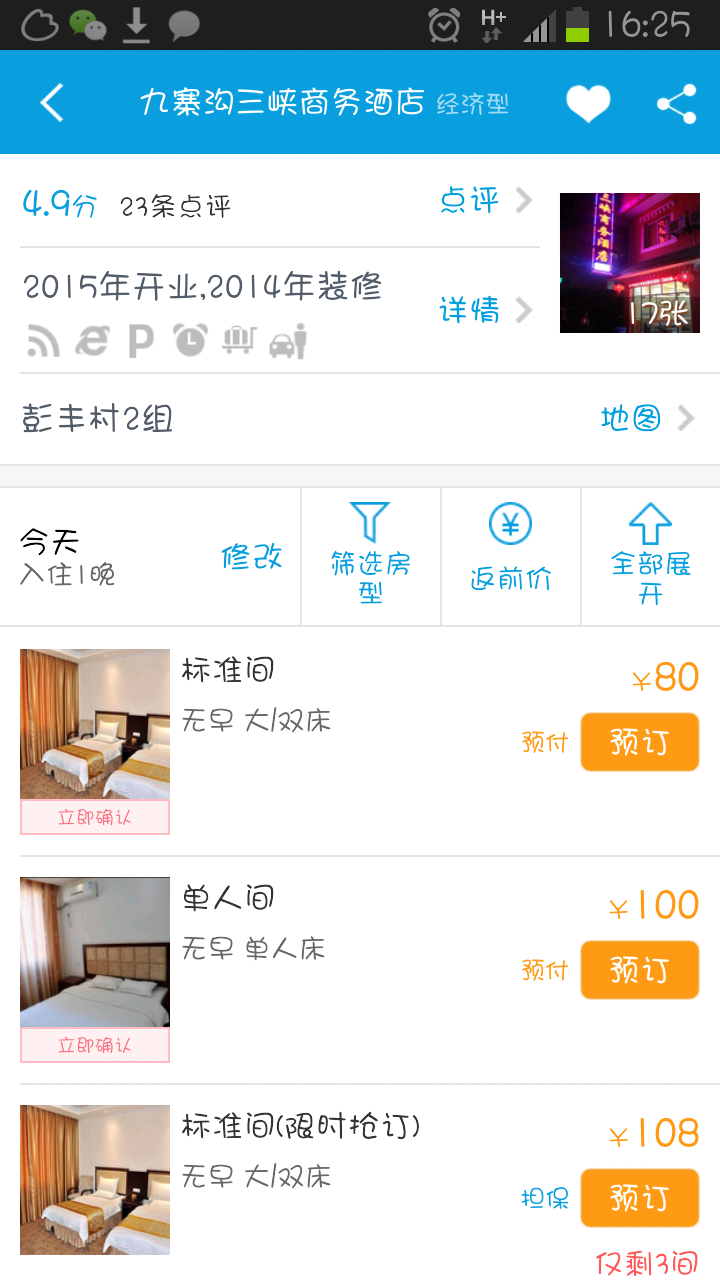 H+ 16:25
九寨沟三峡商务酒店 经济型
4.9分 23条点评 点评
三峡商务酒店
17张
2015年开业,2014年装修
详情
彭丰村2组 地图
今天
入住1晚
修改
筛选房型
返前价
全部展开
标准间 ¥80
无早 大/双床
预付 预订
立即确认
单人间 ¥100
无早 单人床
预付 预订
立即确认
标准间(限时抢订) ¥108
无早 大/双床
担保 预订
仅剩3间